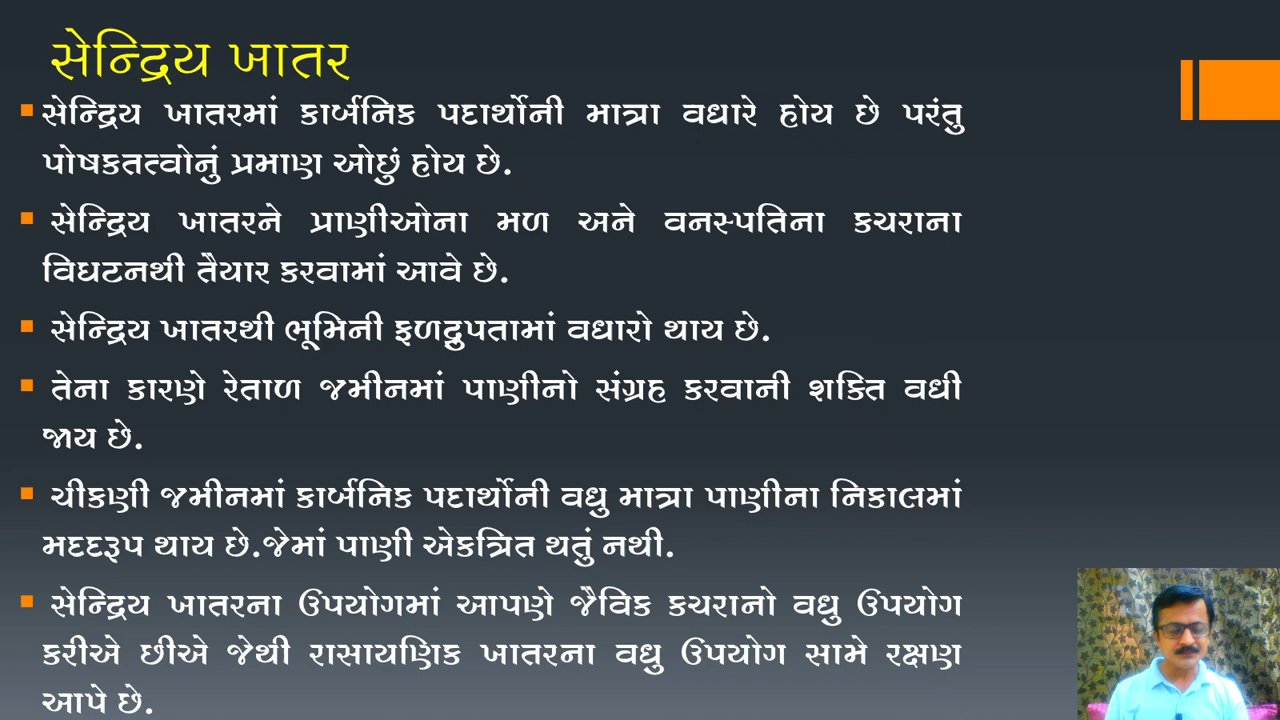 સેન્દ્રિય ખાતર
સેન્દ્રિય ખાતરમાં કાર્બનિક પદાર્થોની માત્રા વધારે હોય છે પરંતુ
પોષકતત્વોનું પ્રમાણ ઓછું હોય છે.
સેન્દ્રિય ખાતરને પ્રાણીઓના મળ અને વનસ્પતિના કચરાના
વિઘટનથી તૈયાર કરવામાં આવે છે.
સેન્દ્રિય ખાતરથી ભૂમિની ફળદ્રુપતામાં વધારો થાય છે.
તેના કારણે રેતાળ જમીનમાં પાણીનો સંગ્રહ કરવાની શક્તિ વધી
જાય છે.
ચીકણી જમીનમાં કાર્બનિક પદાર્થોની વધુ માત્રા પાણીના નિકાલમાં
મદદરૂપ થાય છે.જેમાં પાણી એકત્રિત થતું નથી.
સેન્દ્રિય ખાતરના ઉપયોગમાં આપણે જૈવિક કચરાનો વધુ ઉપયોગ
કરીએ છીએ જેથી રાસાયણિક ખાતરના વધુ ઉપયોગ સામે રક્ષણ
આપે છે.